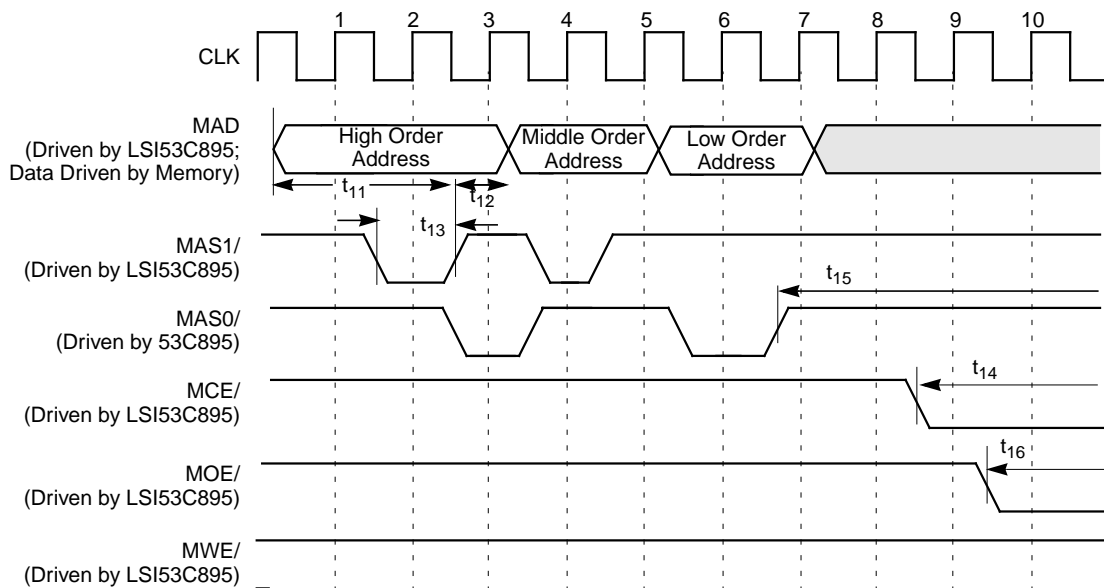 1 2 3 4 5 6 7 8 9 10
CLK
MAD
(Driven by LSI53C895;
Data Driven by Memory)
High Order
Address
Middle Order
Address
Low Order
Address
t11
t12
t13
MAS1/
(Driven by LSI53C895)
t15
MAS0/
(Driven by 53C895)
MCE/
(Driven by LSI53C895)
t14
MOE/
(Driven by LSI53C895)
t16
MWE/
(Driven by LSI53C895)